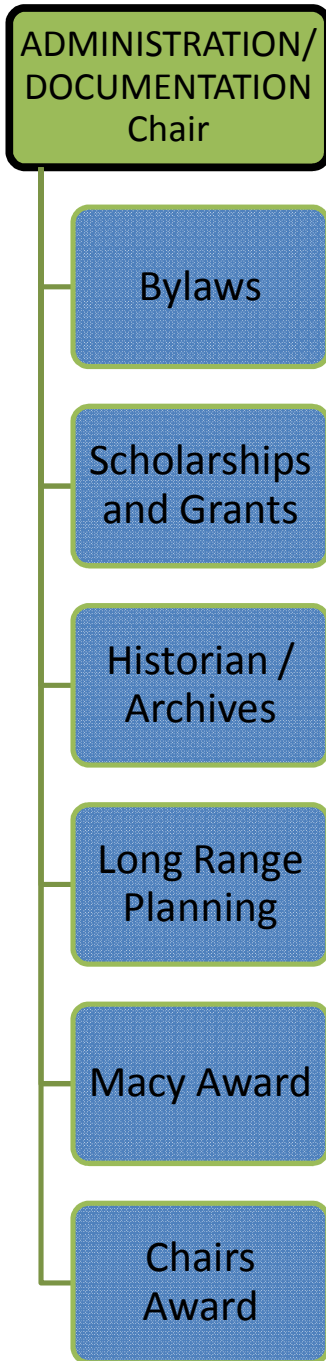 ADMINISTRATION/
DOCUMENTATION
Chair
Bylaws
Scholarships
and Grants
Historian /
Archives
Long Range
Planning
Macy Award
Chairs
Award